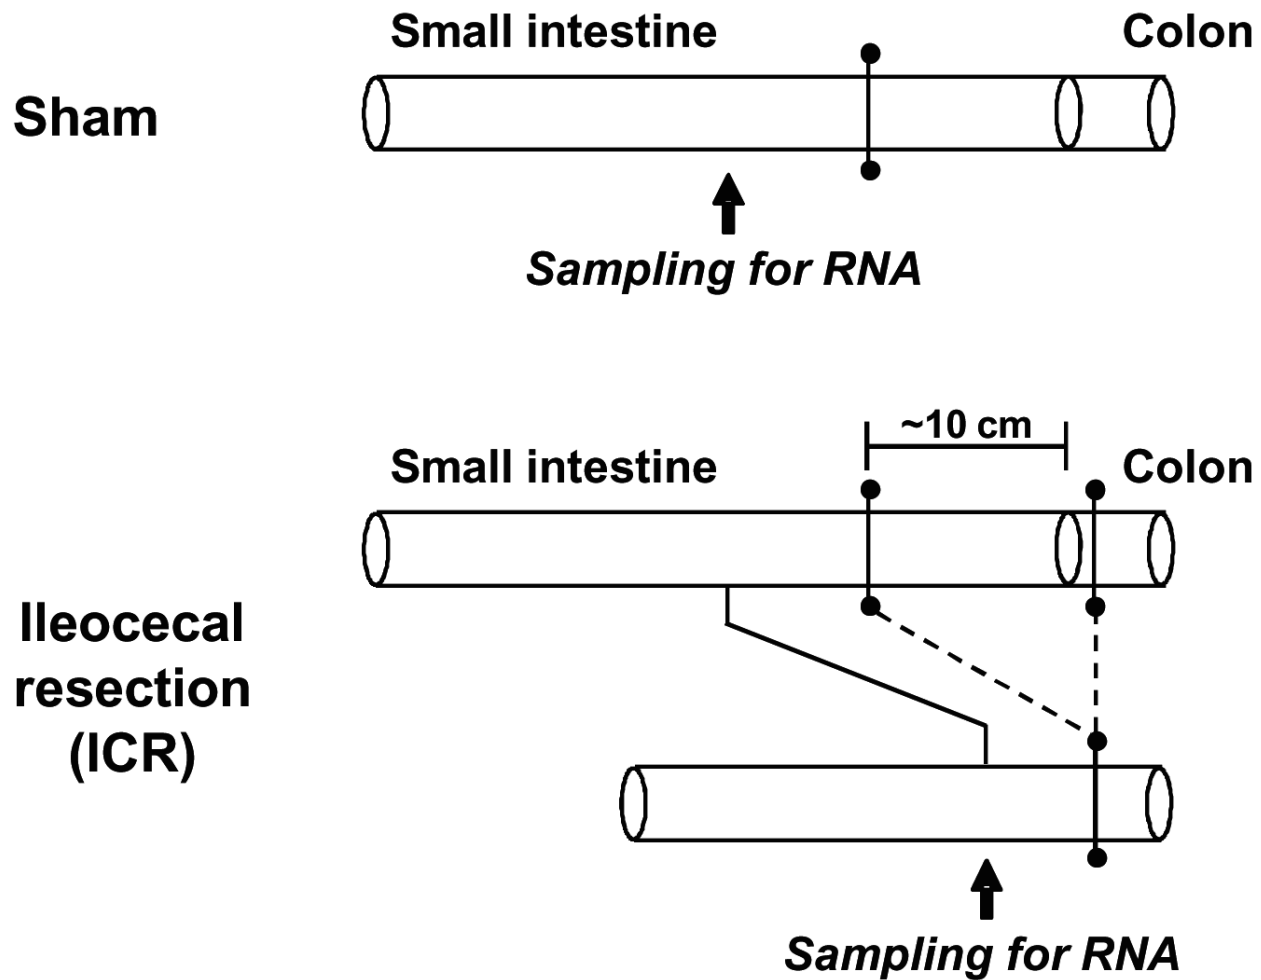 Small intestine
Colon
Sham
Sampling for RNA
~10 cm
Small intestine
Colon
Ileocecal
resection
(ICR)
Sampling for RNA